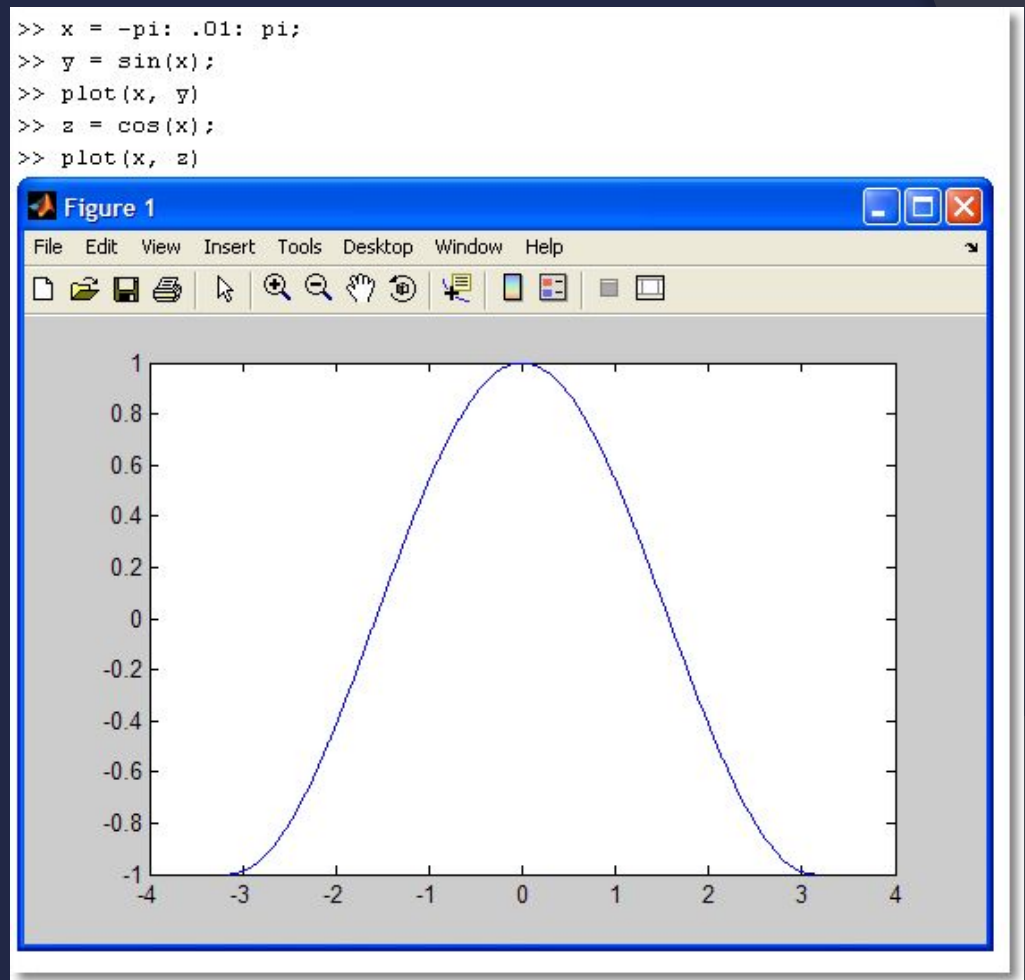 >> x = -pi: .01: pi;
>> y = sin(x);
>> plot(x, y)
>> z = cos(x);
>> plot(x, z)
Figure 1
File Edit View Insert Tools Desktop Window Help
1
0.8
0.6
0.4
0.2
0
-0.2
-0.4
-0.6
-0.8
-1
-4 -3 -2 -1 0 1 2 3 4